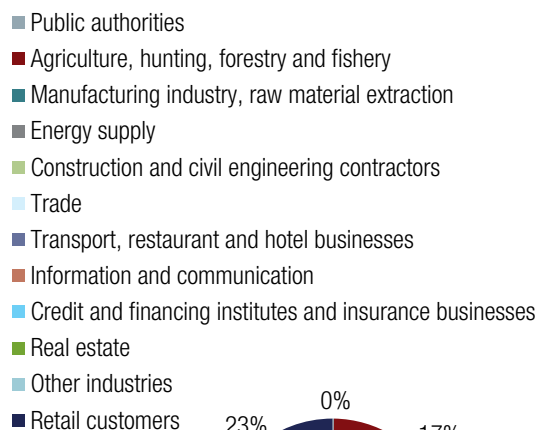 Public authorities
Agriculture, hunting, forestry and fishery
Manufacturing industry, raw material extraction
Energy supply
Construction and civil engineering contractors
Trade
Transport, restaurant and hotel businesses
Information and communication
Credit and financing institutes and insurance businesses
Real estate
Other industries
0%
Retail customers 23% 17%